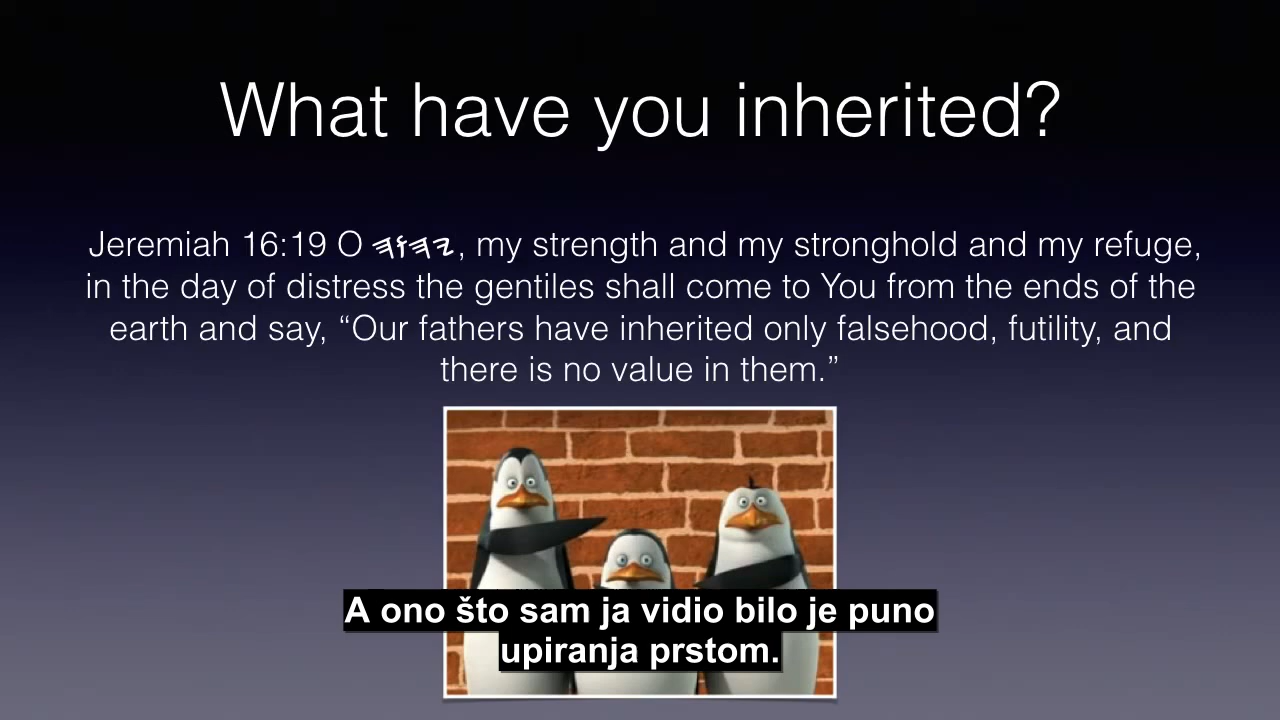 What have you inherited?
Jeremiah 16:19 O 𐤉𐤄𐤅𐤄, my strength and my stronghold and my refuge,
in the day of distress the gentiles shall come to You from the ends of the
earth and say, “Our fathers have inherited only falsehood, futility, and
there is no value in them.”
A ono što sam ja vidio bilo je puno
upiranja prstom.